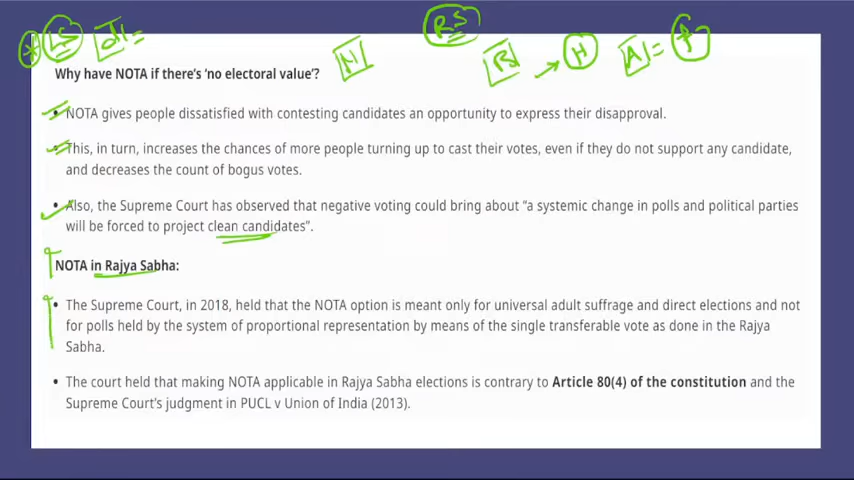 LS
RS
N
R
H
A =
Why have NOTA if there's 'no electoral value'?
• NOTA gives people dissatisfied with contesting candidates an opportunity to express their disapproval.
• This, in turn, increases the chances of more people turning up to cast their votes, even if they do not support any candidate,
and decreases the count of bogus votes.
• Also, the Supreme Court has observed that negative voting could bring about “a systemic change in polls and political parties
will be forced to project clean candidates”.
NOTA in Rajya Sabha:
• The Supreme Court, in 2018, held that the NOTA option is meant only for universal adult suffrage and direct elections and not
for polls held by the system of proportional representation by means of the single transferable vote as done in the Rajya
Sabha.
• The court held that making NOTA applicable in Rajya Sabha elections is contrary to Article 80(4) of the constitution and the
Supreme Court's judgment in PUCL v Union of India (2013).